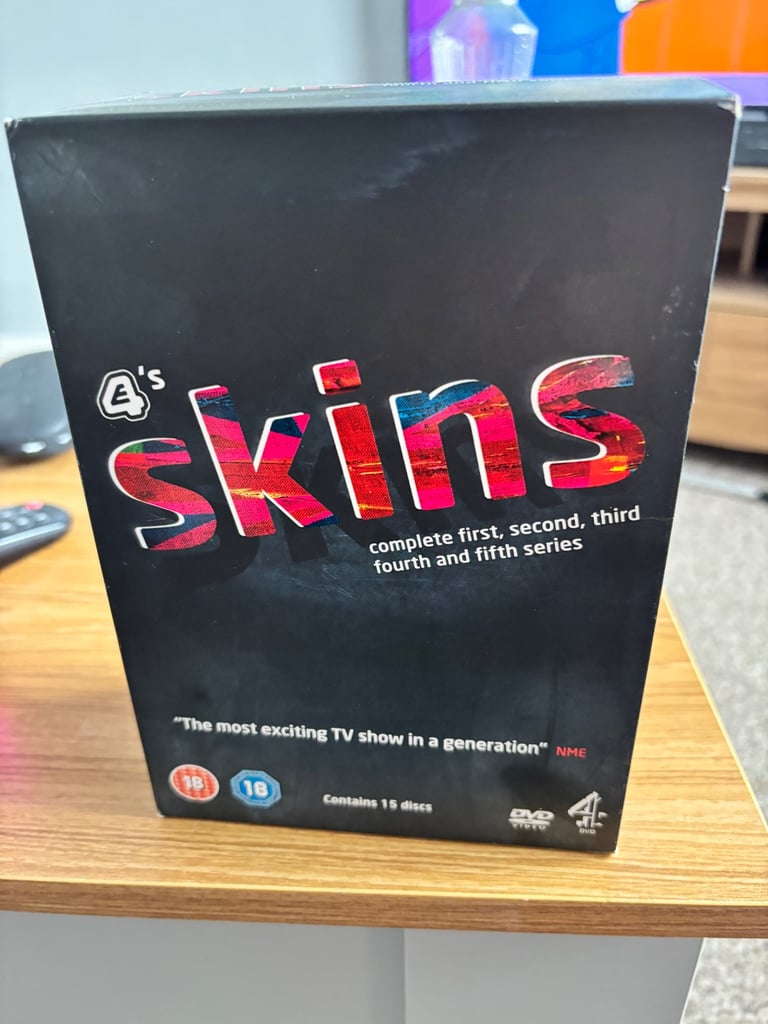 E4's
skins
complete first, second, third
fourth and fifth series
"The most exciting TV show in a generation" NME
18 18 Contains 15 discs DVD VIDEO 4 DVD